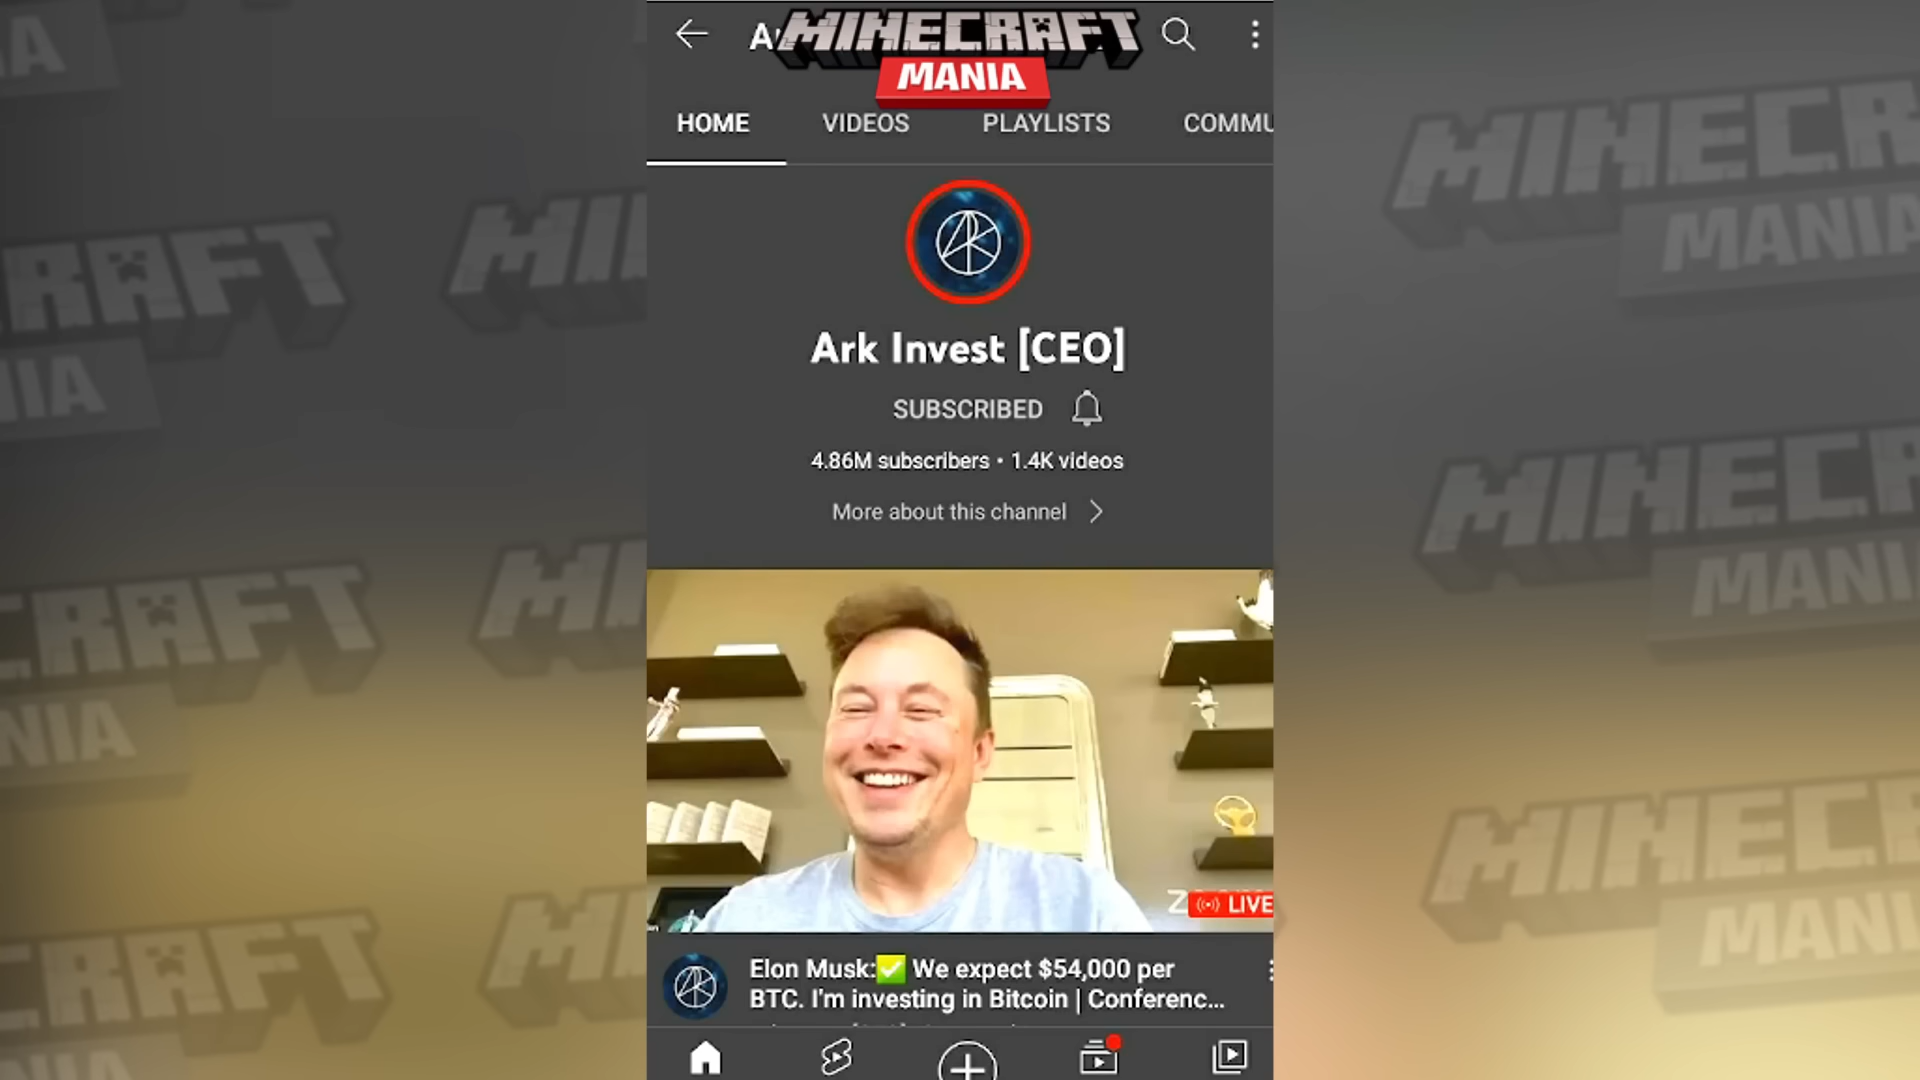 MINECRAFT
MANIA
HOME VIDEOS PLAYLISTS COMMU
Ark Invest [CEO]
SUBSCRIBED
4.86M subscribers • 1.4K videos
More about this channel
LIVE
Elon Musk:✅ We expect $54,000 per
BTC. I'm investing in Bitcoin | Conferenc...